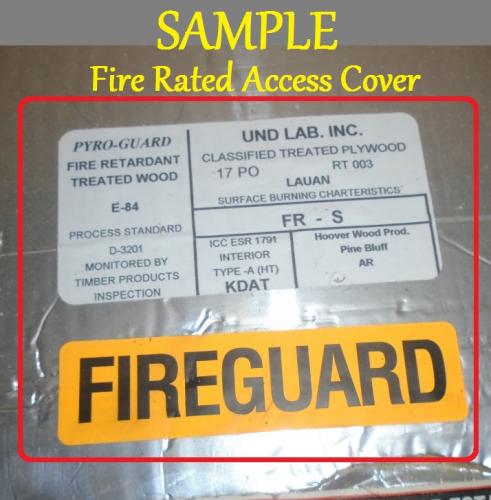 SAMPLE
Fire Rated Access Cover
PYRO-GUARD
FIRE RETARDANT
TREATED WOOD
E-84
PROCESS STANDARD
D-3201
MONITORED BY
TIMBER PRODUCTS
INSPECTION
UND LAB. INC.
CLASSIFIED TREATED PLYWOOD
17 PO RT 003
LAUAN
SURFACE BURNING CHARTERISTICS
FR - S
ICC ESR 1791
INTERIOR
TYPE -A (HT)
KDAT
Hoover Wood Prod.
Pine Bluff
AR
FIREGUARD